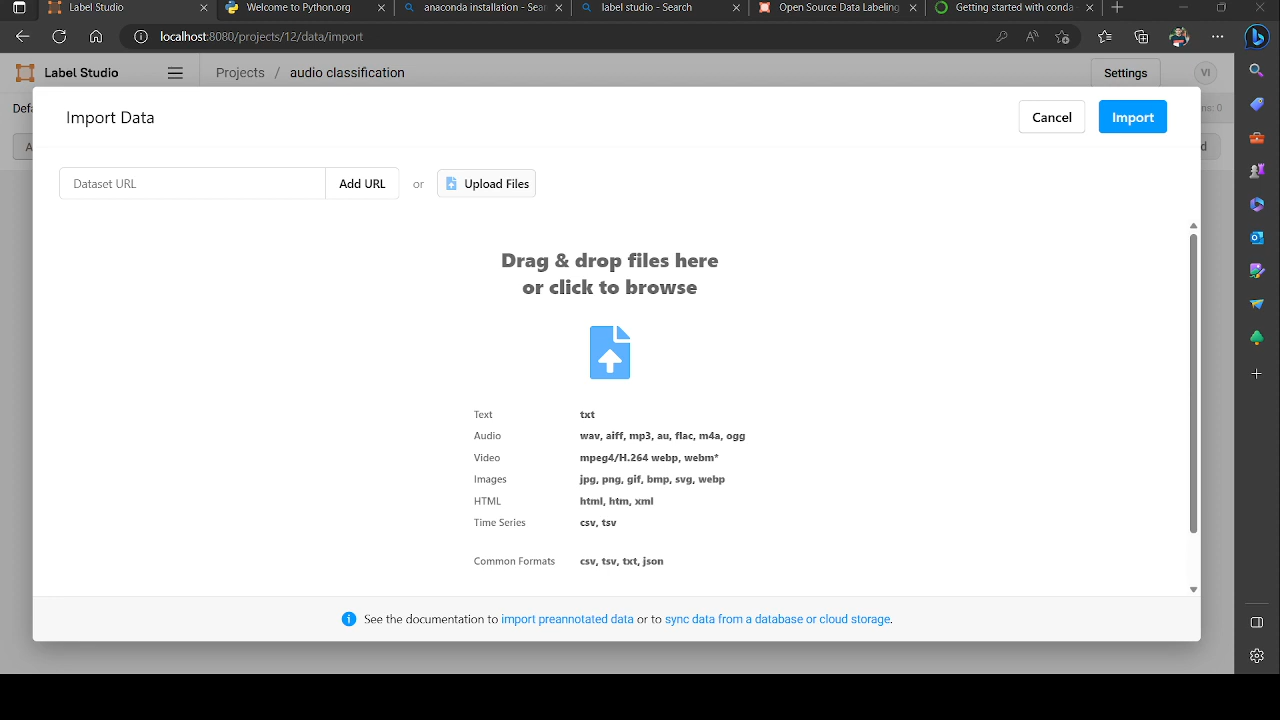 Label Studio
Welcome to Python.org
anaconda installation - Sear
label studio - Search
Open Source Data Labeling
Getting started with conda
localhost:8080/projects/12/data/import
Label Studio
Projects / audio classification
Settings
VI
Defa
ns: 0
A
d
Import Data
Cancel
Import
Dataset URL
Add URL
or
Upload Files
Drag & drop files here
or click to browse
Text txt
Audio wav, aiff, mp3, au, flac, m4a, ogg
Video mpeg4/H.264 webp, webm*
Images jpg, png, gif, bmp, svg, webp
HTML html, htm, xml
Time Series csv, tsv
Common Formats csv, tsv, txt, json
See the documentation to import preannotated data or to sync data from a database or cloud storage.